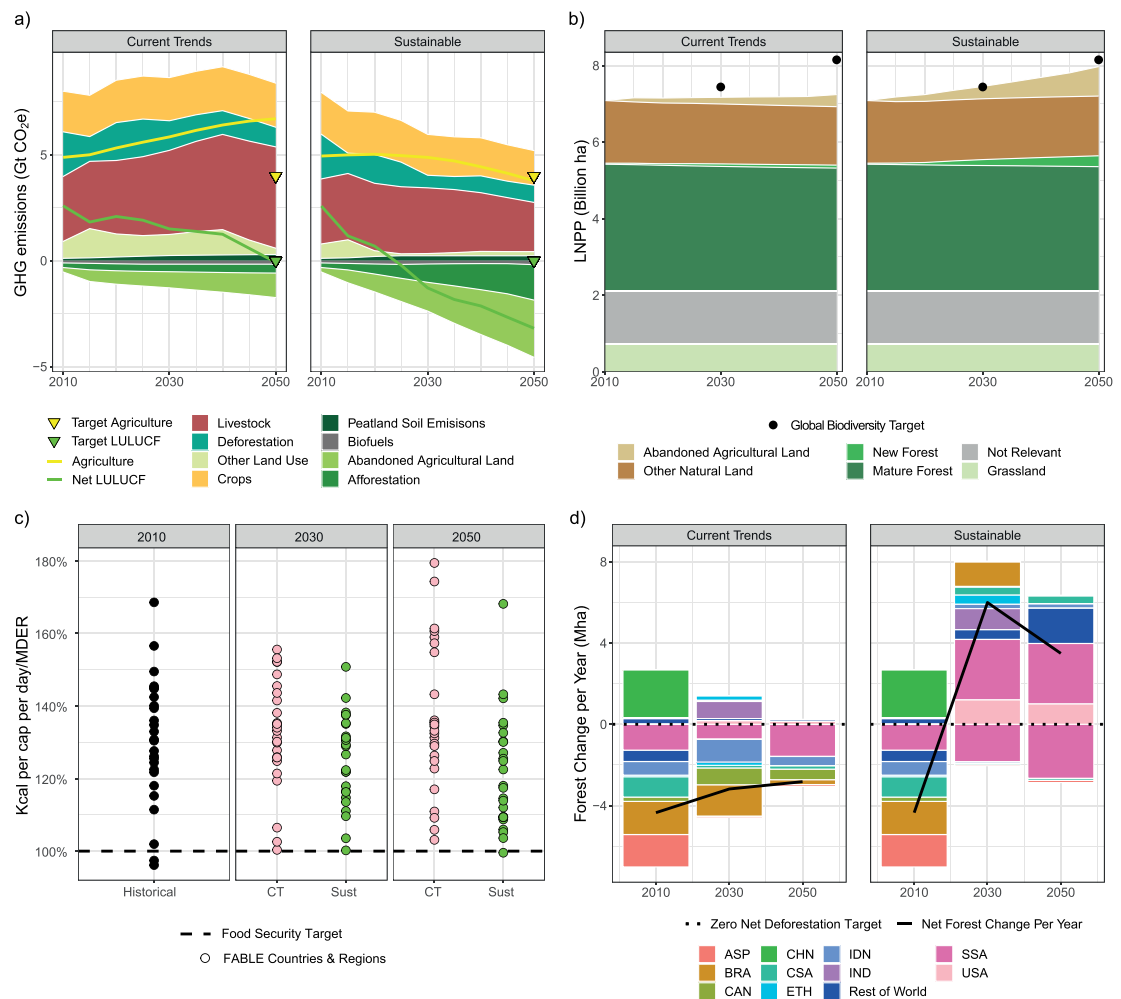 a)
Current Trends
Sustainable
GHG emissions (Gt CO₂e)
5
0
−5
2010
2030
2050
2010
2030
2050
Target Agriculture
Target LULUCF
Agriculture
Net LULUCF
Livestock
Deforestation
Other Land Use
Crops
Peatland Soil Emisisons
Biofuels
Abandoned Agricultural Land
Afforestation
b)
Current Trends
Sustainable
LNPP (Billion ha)
8
6
4
2
0
2010
2030
2050
2010
2030
2050
Global Biodiversity Target
Abandoned Agricultural Land
Other Natural Land
New Forest
Mature Forest
Not Relevant
Grassland
c)
2010
2030
2050
Kcal per cap per day/MDER
180%
160%
140%
120%
100%
Historical
CT
Sust
CT
Sust
Food Security Target
FABLE Countries & Regions
d)
Current Trends
Sustainable
Forest Change per Year (Mha)
8
4
0
−4
2010
2030
2050
2010
2030
2050
Zero Net Deforestation Target
Net Forest Change Per Year
ASP
BRA
CAN
CHN
CSA
ETH
IDN
IND
Rest of World
SSA
USA